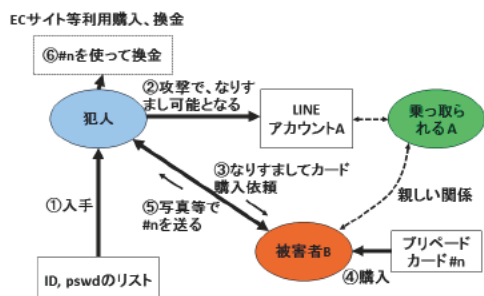 ECサイト等利用購入、換金
⑥#nを使って換金
②攻撃で、なりす
まし可能となる
犯人
LINE
アカウントA
乗っ取ら
れるA
③なりすましてカード
購入依頼
①入手
⑤写真等で
#nを送る
親しい関係
被害者B
プリペード
カード#n
④購入
ID, pswdのリスト